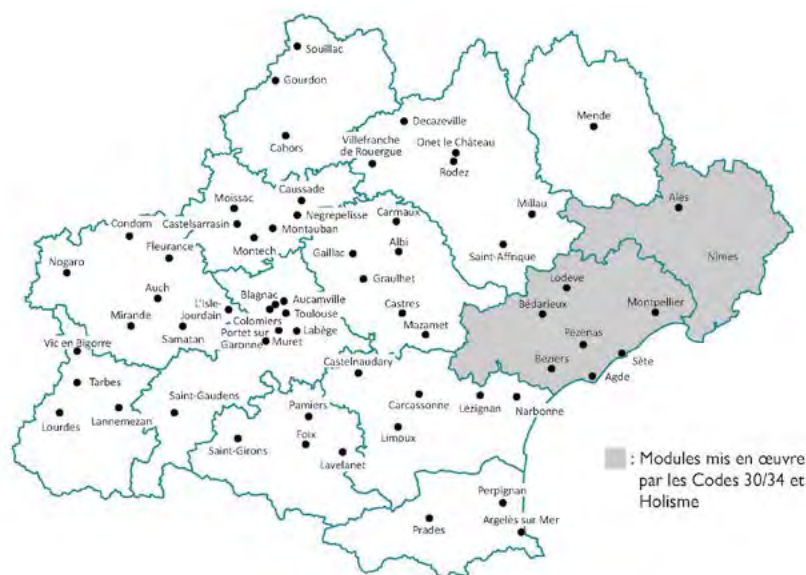 Souillac
Gourdon
Cahors
Decazeville
Villefranche
de Rouergue
Onet le Château
Rodez
Mende
Millau
Saint-Affrique
Alès
Nîmes
Moissac
Caussade
Castelsarrasin
Negrepelisse
Montauban
Montech
Carmaux
Albi
Gaillac
Graulhet
Castres
Mazamet
Condom
Fleurance
Nogaro
Auch
Mirande
L'Isle-
Jourdain
Samatan
Blagnac
Aucamville
Toulouse
Colomiers
Portet sur
Garonne
Muret
Labège
Lodève
Bédarieux
Montpellier
Pézenas
Béziers
Sète
Agde
Vic en Bigorre
Tarbes
Lourdes
Lannemezan
Saint-Gaudens
Castelnaudary
Carcassonne
Lézignan
Narbonne
Limoux
Pamiers
Foix
Saint-Girons
Lavelanet
Perpignan
Argelès sur Mer
Prades
: Modules mis en œuvre
par les Codes 30/34 et
Holisme